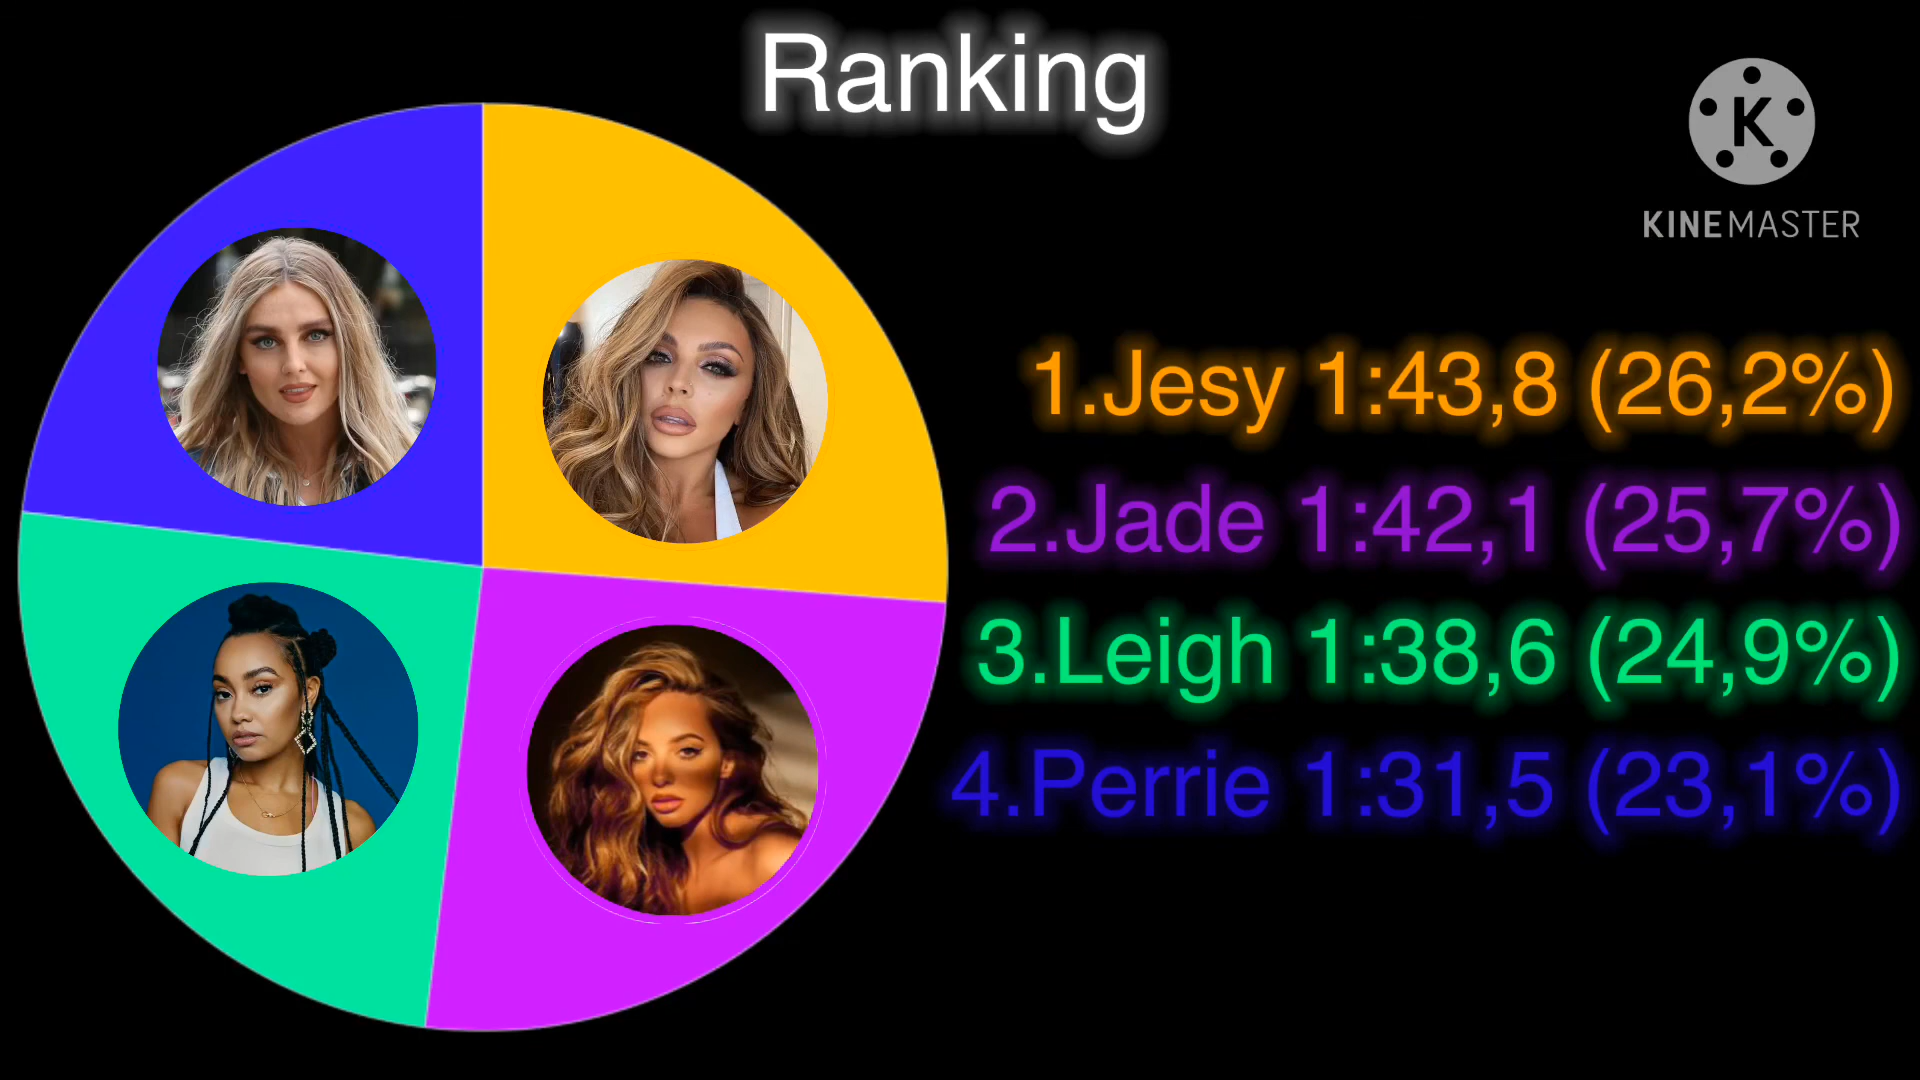 Ranking
K
KINEMASTER
1.Jesy 1:43,8 (26,2%)
2.Jade 1:42,1 (25,7%)
3.Leigh 1:38,6 (24,9%)
4.Perrie 1:31,5 (23,1%)